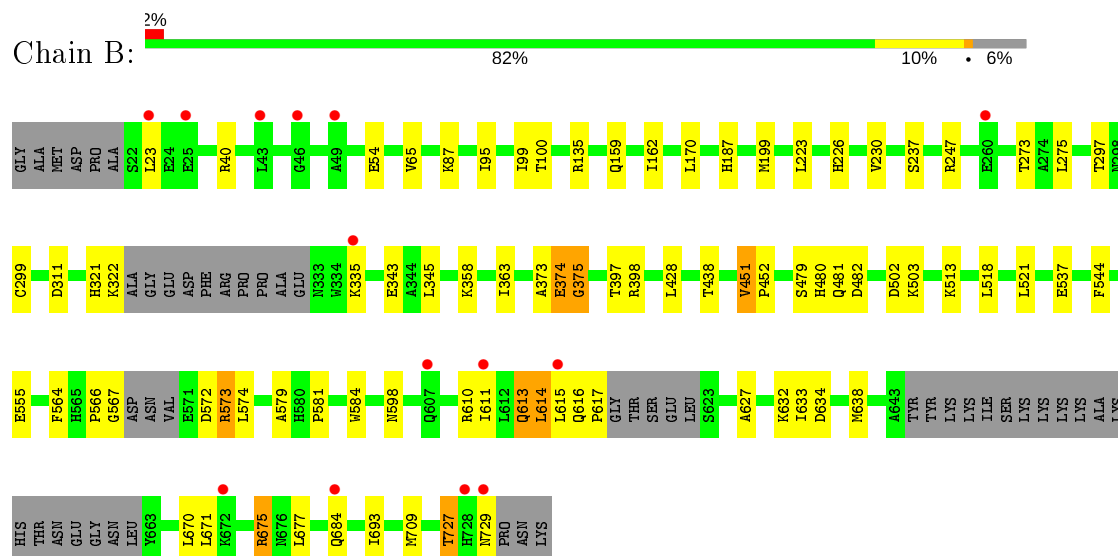 2%
Chain B:
82% 10% • 6%
GLY ALA MET ASP PRO ALA S22 L23 E24 E25 R40 L43 G46 A49 E54 V65 K87 I95 I99 T100 R135 Q159 I162 L170 H187 M199 L223 H226 V230 S237 R247 E260 T273 A274 L275 T297
C299 D311 H321 K322 ALA GLY GLU ASP PHE ARG PRO PRO ALA GLU N333 W334 K335 E343 A344 L345 K358 I363 A373 E374 G375 T397 R398 L428 T438 V451 P452 S479 H480 Q481 D482 D502 K503 K513 L518 L521 E537 F544
E555 F564 H565 P566 G567 ASP ASN VAL E571 D572 R573 L574 A579 H580 P581 W584 N598 Q607 R610 I611 L612 Q613 L614 L615 Q616 P617 GLY THR SER GLU LEU S623 A627 K632 I633 D634 M638 A643 TYR TYR LYS LYS ILE SER LYS LYS LYS LYS ALA LYS
HIS THR ASN GLU GLY ASN LEU Y663 L670 L671 K672 R675 N676 L677 Q684 I693 M709 T727 H728 N729 PRO ASN LYS